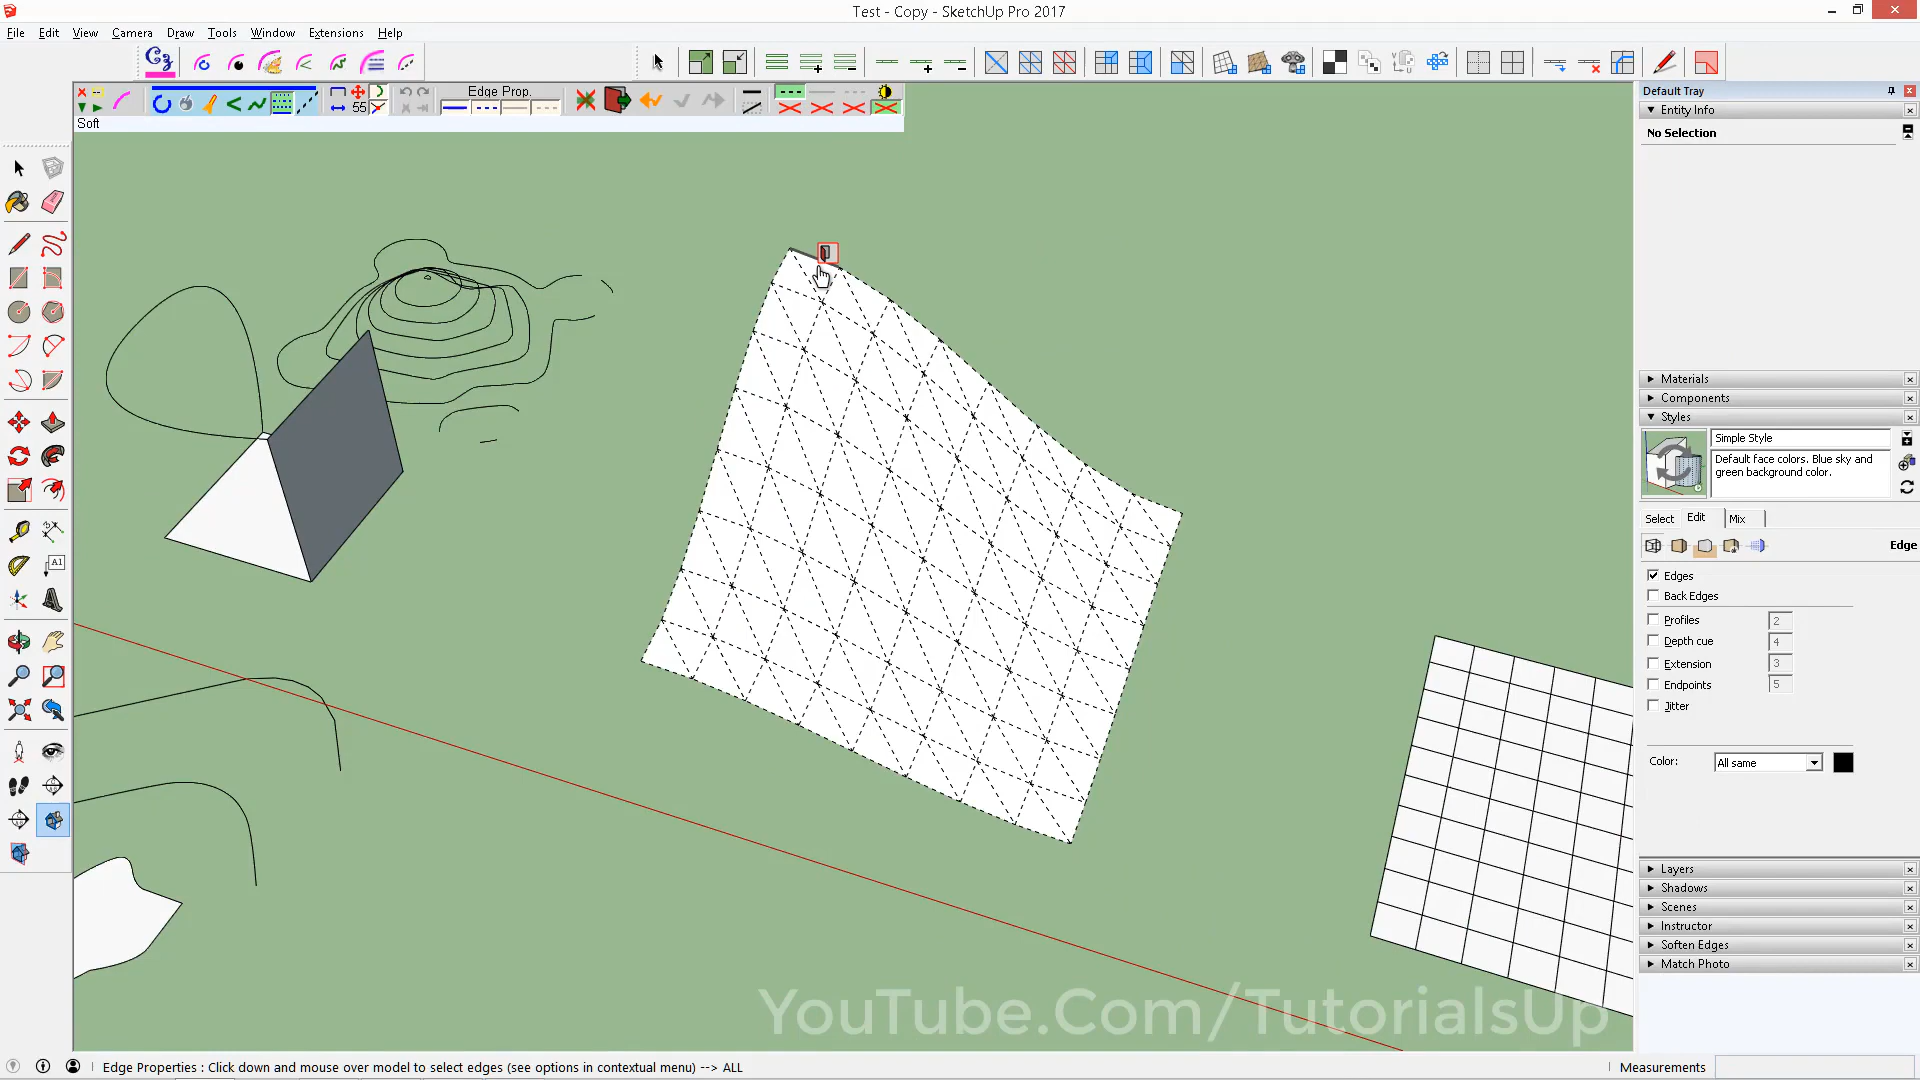 Test - Copy - SketchUp Pro 2017
File Edit View Camera Draw Tools Window Extensions Help
Default Tray
Edge Prop.
55
Soft
Entity Info
No Selection
Materials
Components
Styles
Simple Style
Default face colors. Blue sky and
green background color.
Select Edit Mix
Edge
Edges
Back Edges
Profiles 2
Depth cue 4
Extension 3
Endpoints 5
Jitter
Color: All same
A1
Layers
Shadows
Scenes
Instructor
Soften Edges
Match Photo
YouTube.Com/TutorialsUp
Edge Properties : Click down and mouse over model to select edges (see options in contextual menu) --> ALL
Measurements